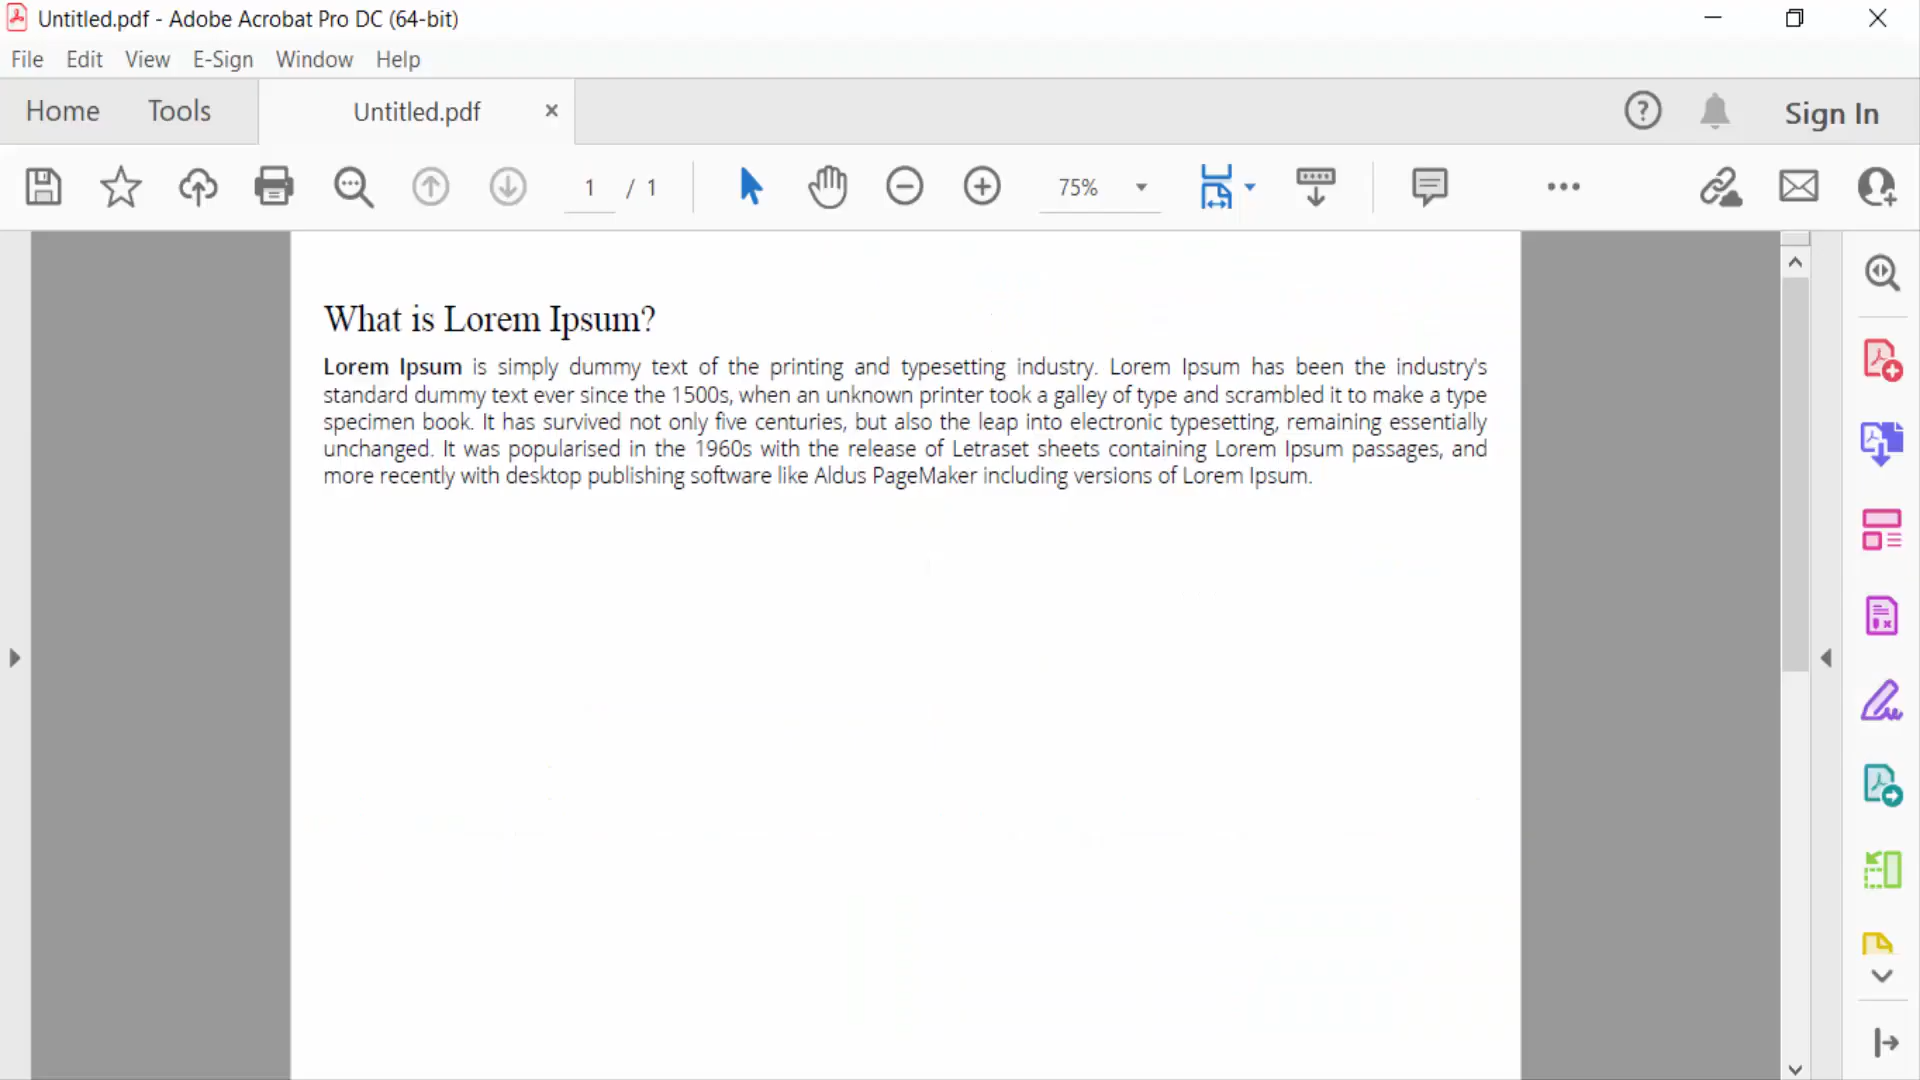 Untitled.pdf - Adobe Acrobat Pro DC (64-bit)
File Edit View E-Sign Window Help
Home Tools Untitled.pdf × ? Sign In
1 / 1 75%
What is Lorem Ipsum?
Lorem Ipsum is simply dummy text of the printing and typesetting industry. Lorem Ipsum has been the industry's
standard dummy text ever since the 1500s, when an unknown printer took a galley of type and scrambled it to make a type
specimen book. It has survived not only five centuries, but also the leap into electronic typesetting, remaining essentially
unchanged. It was popularised in the 1960s with the release of Letraset sheets containing Lorem Ipsum passages, and
more recently with desktop publishing software like Aldus PageMaker including versions of Lorem Ipsum.